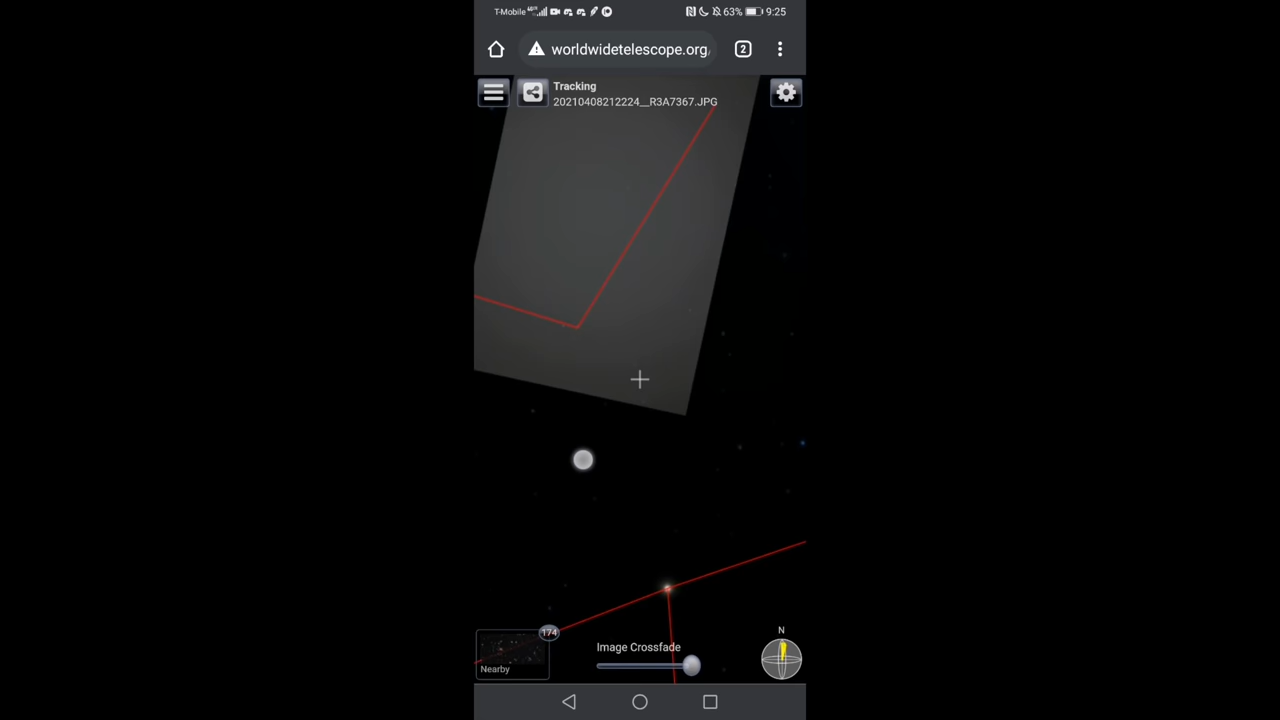 T-Mobile 63% 9:25
worldwidetelescope.org, 2
Tracking
20210408212224__R3A7367.JPG
N
174
Image Crossfade
Nearby